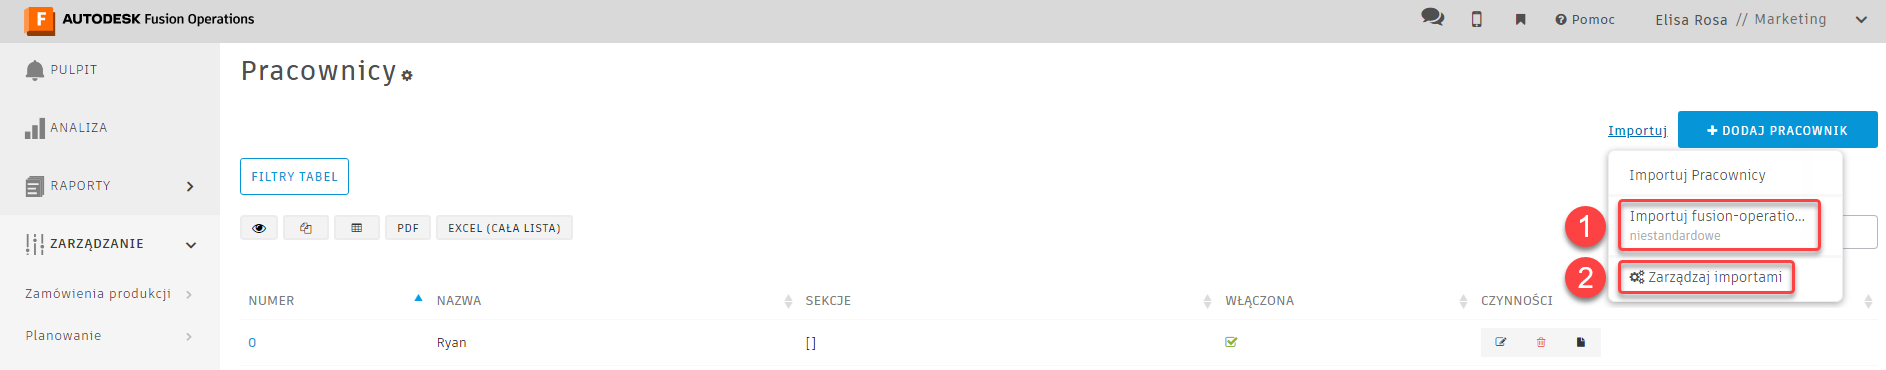 F AUTODESK Fusion Operations
Pomoc
Elisa Rosa // Marketing
PULPIT
ANALIZA
RAPORTY
ZARZĄDZANIE
Zamówienia produkcji
Planowanie
Pracownicy
Importuj
+ DODAJ PRACOWNIK
Importuj Pracownicy
1
Importuj fusion-operatio...
niestandardowe
2
Zarządzaj importami
FILTRY TABEL
PDF
EXCEL (CAŁA LISTA)
NUMER NAZWA SEKCJE WŁĄCZONA CZYNNOŚCI
0 Ryan []